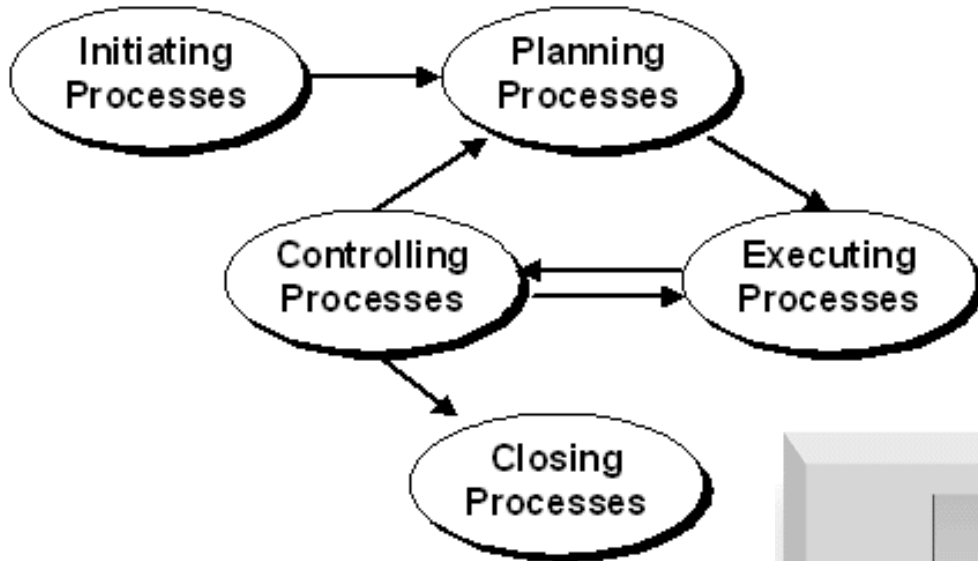 Initiating
Processes
Planning
Processes
Controlling
Processes
Executing
Processes
Closing
Processes